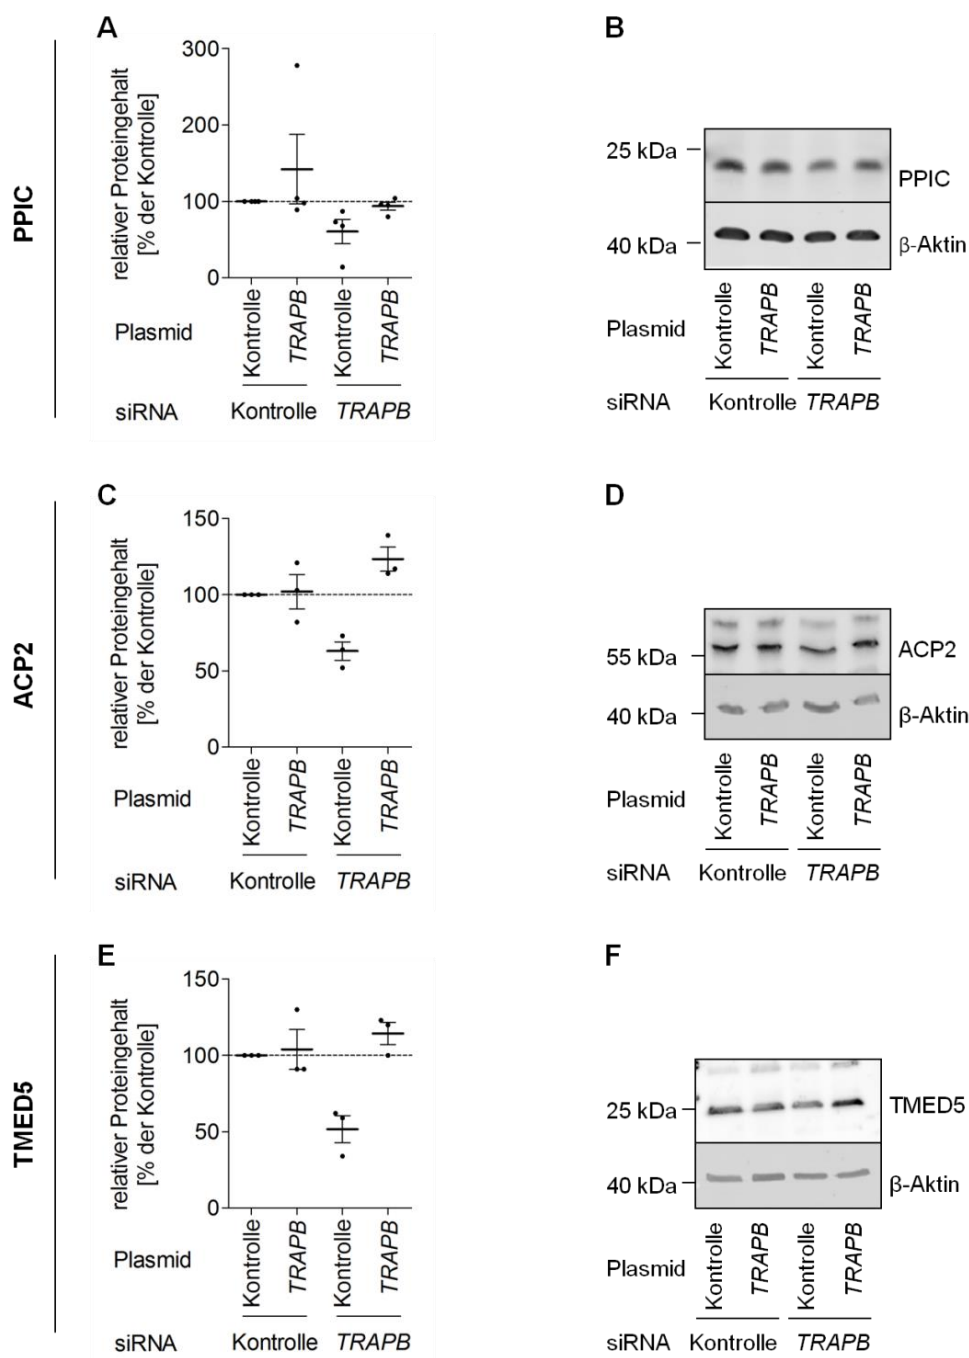 A
PPIC
relativer Proteingehalt
[% der Kontrolle]
300
200
100
0
Plasmid
Kontrolle
TRAPB
Kontrolle
TRAPB
siRNA
Kontrolle
TRAPB
B
25 kDa
PPIC
40 kDa
β-Aktin
Plasmid
Kontrolle
TRAPB
Kontrolle
TRAPB
siRNA
Kontrolle
TRAPB
C
ACP2
relativer Proteingehalt
[% der Kontrolle]
150
100
50
0
Plasmid
Kontrolle
TRAPB
Kontrolle
TRAPB
siRNA
Kontrolle
TRAPB
D
ACP2
55 kDa
40 kDa
β-Aktin
Plasmid
Kontrolle
TRAPB
Kontrolle
TRAPB
siRNA
Kontrolle
TRAPB
E
TMED5
relativer Proteingehalt
[% der Kontrolle]
150
100
50
0
Plasmid
Kontrolle
TRAPB
Kontrolle
TRAPB
siRNA
Kontrolle
TRAPB
F
25 kDa
TMED5
40 kDa
β-Aktin
Plasmid
Kontrolle
TRAPB
Kontrolle
TRAPB
siRNA
Kontrolle
TRAPB